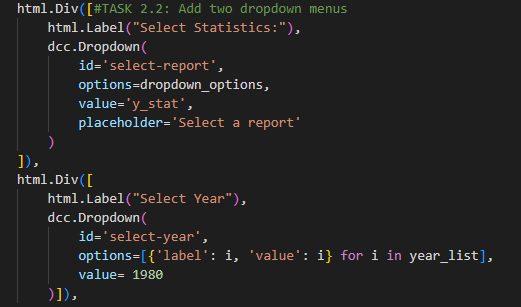 html.Div([#TASK 2.2: Add two dropdown menus
    html.Label("Select Statistics:"),
    dcc.Dropdown(
        id='select-report',
        options=dropdown_options,
        value='y_stat',
        placeholder='Select a report'
    )
]),
html.Div([
    html.Label("Select Year"),
    dcc.Dropdown(
        id='select-year',
        options=[{'label': i, 'value': i} for i in year_list],
        value= 1980
    )]),